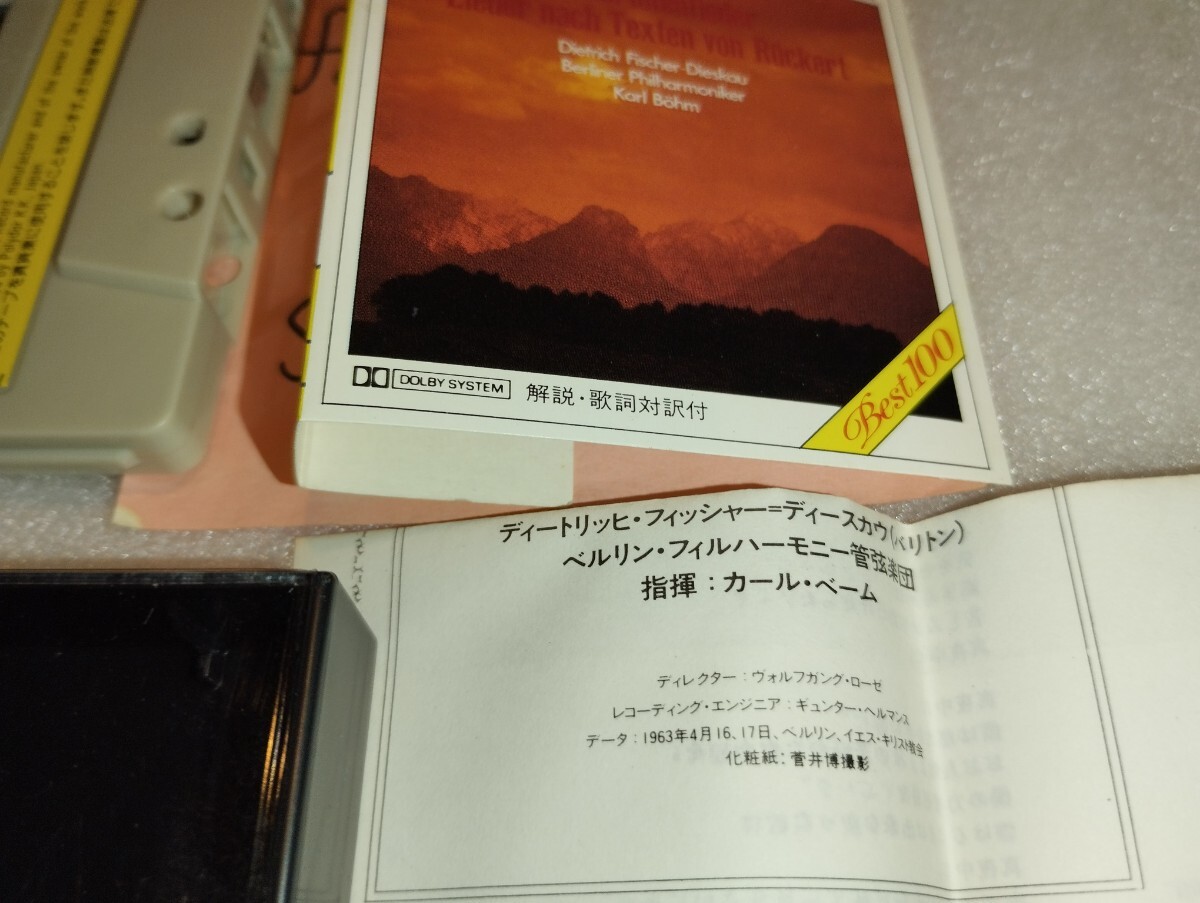 Lieder nach Texten von Rückert
Dietrich Fischer-Dieskau
Berliner Philharmoniker
Karl Böhm
DOLBY SYSTEM 解説・歌詞対訳付
Best100
ディートリッヒ・フィッシャー=ディースカウ(バリトン)
ベルリン・フィルハーモニー管弦楽団
指揮:カール・ベーム
ディレクター:ヴォルフガング・ローゼ
レコーディング・エンジニア:ギュンター・ヘルマンス
データ:1963年4月16、17日、ベルリン、イエス・キリスト教会
化粧紙:菅井博撮影